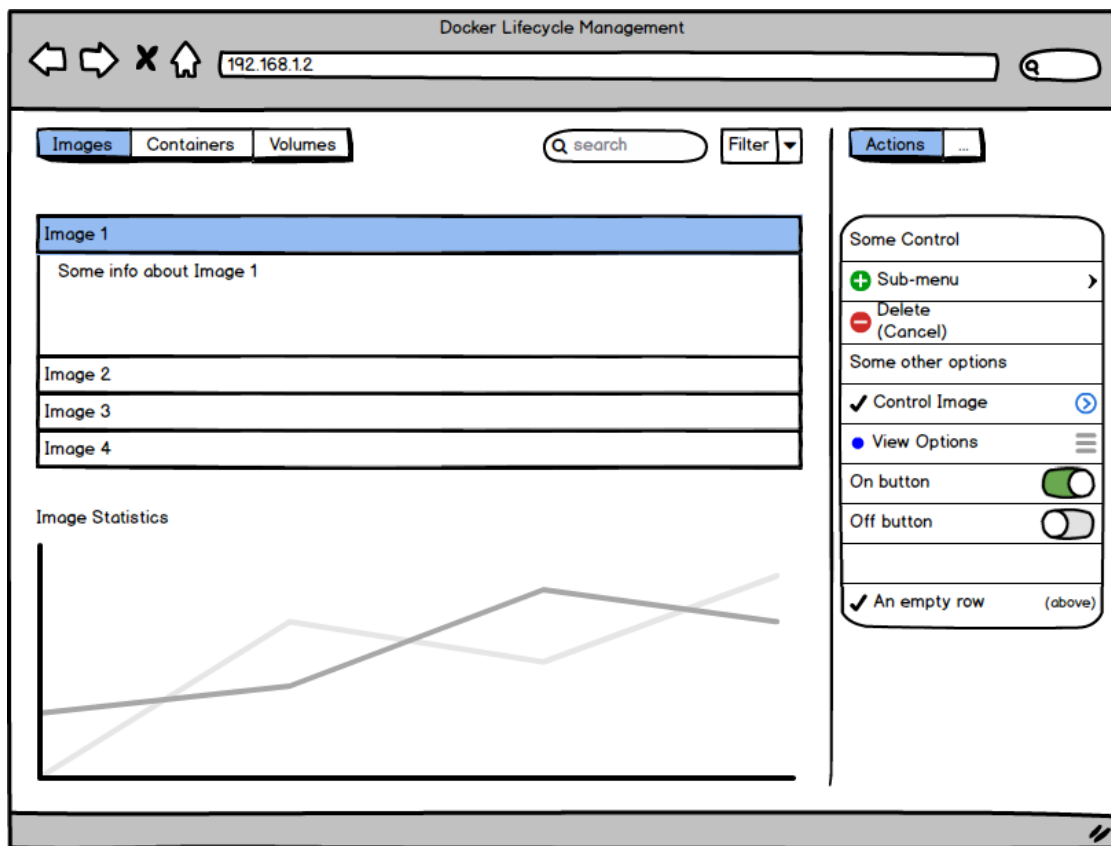 Docker Lifecycle Management
192.168.1.2
Images Containers Volumes
search
Filter
Actions ...
Image 1
Some info about Image 1
Image 2
Image 3
Image 4
Image Statistics
Some Control
Sub-menu
Delete
(Cancel)
Some other options
Control Image
View Options
On button
Off button
An empty row (above)